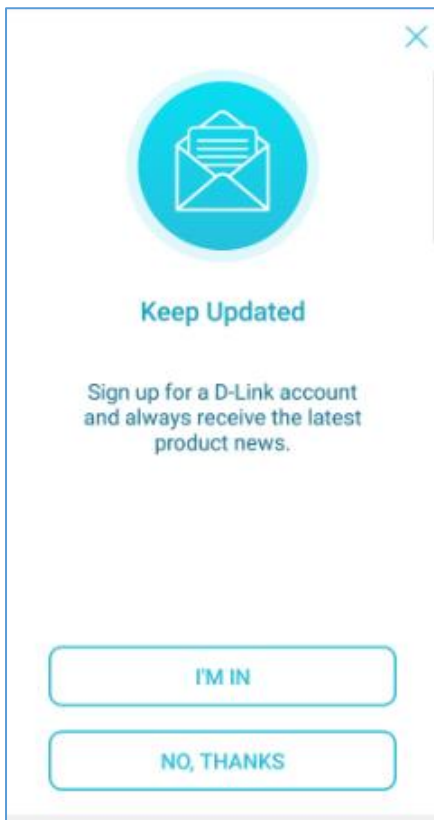 Keep Updated
Sign up for a D-Link account
and always receive the latest
product news.
I'M IN
NO, THANKS